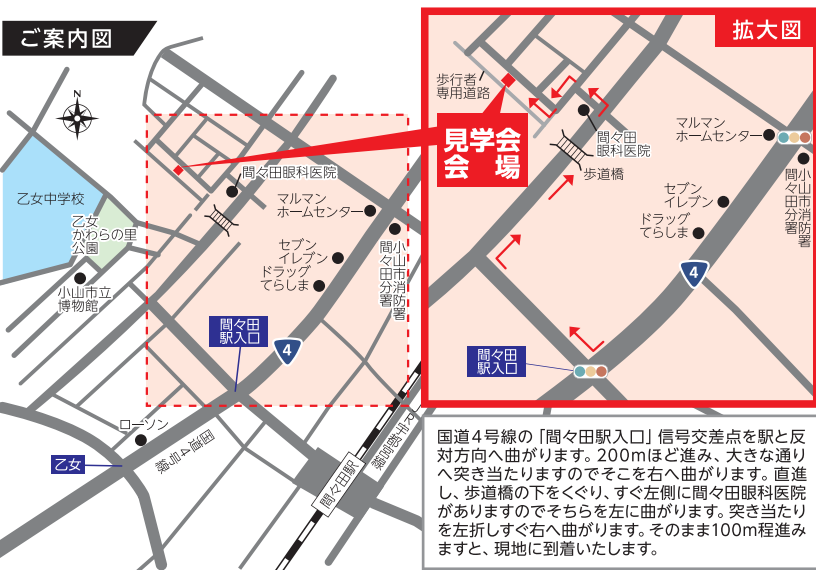 ご案内図
N
乙女中学校
乙女
かわらの里
公園
小山市立
博物館
間々田眼科医院
マルマン
ホームセンター
セブン
イレブン
ドラッグ
てらしま
小山市消防署
間々田分署
間々田
駅入口
4
ローソン
乙女
国道4号線
間々田駅
JR宇都宮線
拡大図
歩行者
専用道路
見学会
会場
間々田
眼科医院
歩道橋
マルマン
ホームセンター
小山市消防署
間々田分署
セブン
イレブン
ドラッグ
てらしま
4
間々田
駅入口
国道4号線の「間々田駅入口」信号交差点を駅と反
対方向へ曲がります。200mほど進み、大きな通り
へ突き当たりますのでそこを右へ曲がります。直進
し、歩道橋の下をくぐり、すぐ左側に間々田眼科医院
がありますのでそちらを左に曲がります。突き当たり
を左折しすぐ右へ曲がります。そのまま100m程進み
ますと、現地に到着いたします。